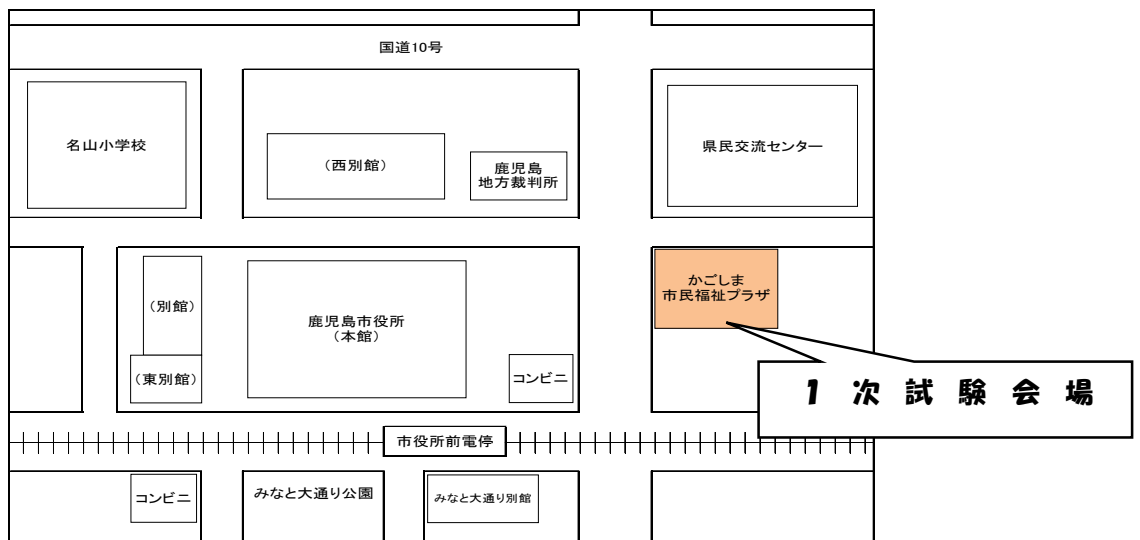 国道10号
名山小学校
（西別館）
鹿児島
地方裁判所
県民交流センター
（別館）
（東別館）
鹿児島市役所
（本館）
コンビニ
かごしま
市民福祉プラザ
１次試験会場
市役所前電停
コンビニ
みなと大通り公園
みなと大通り別館